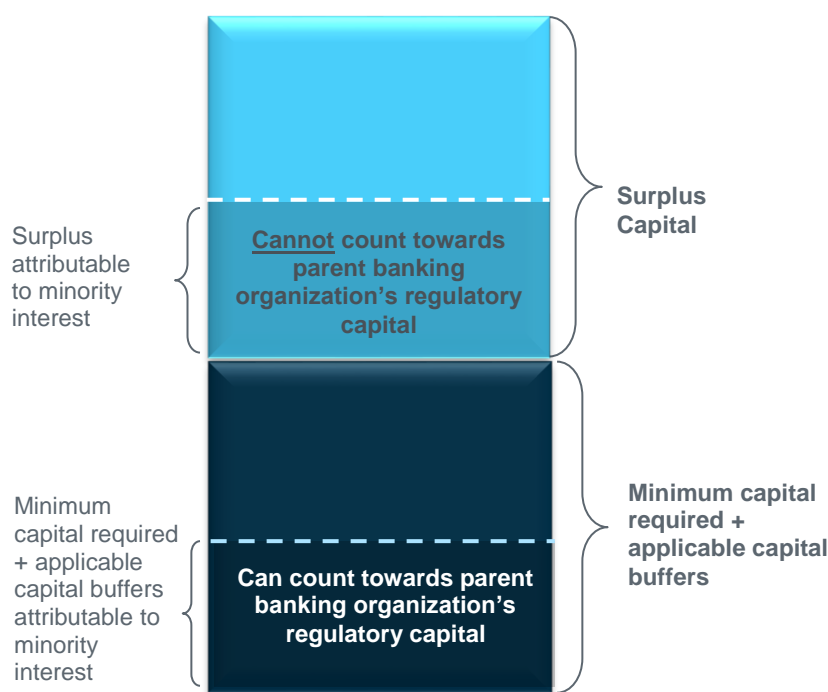 Surplus
attributable
to minority
interest
Cannot count towards
parent banking
organization’s regulatory
capital
Surplus
Capital
Minimum
capital required
+ applicable
capital buffers
attributable to
minority
interest
Can count towards parent
banking organization’s
regulatory capital
Minimum capital
required +
applicable capital
buffers